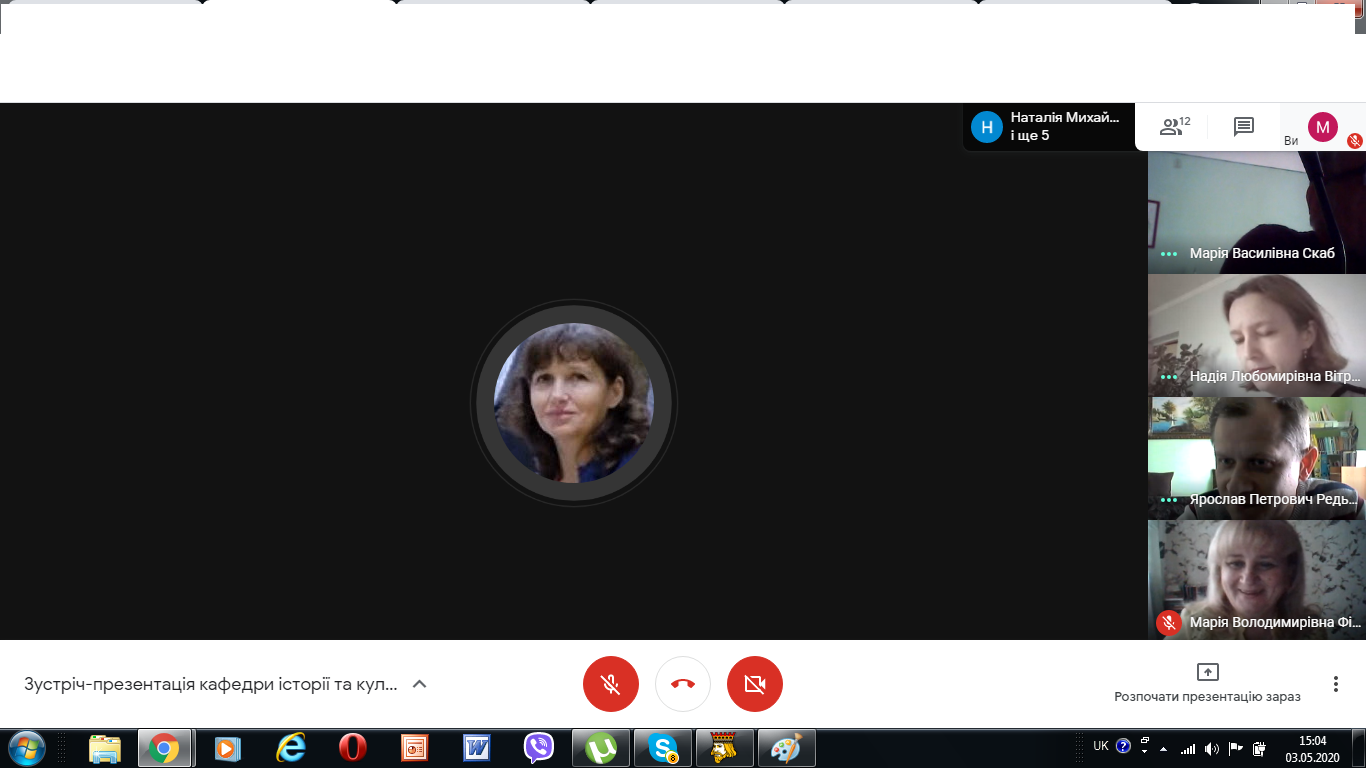 Наталія Михай...
і ще 5
12
Ви
М
Н
Марія Василівна Скаб
Надія Любомирівна Вітр...
Ярослав Петрович Редь...
Марія Володимирівна Фі...
Зустріч-презентація кафедри історії та кул...
Розпочати презентацію зараз
UK
15:04
03.05.2020